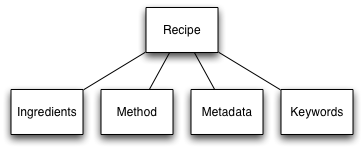 Recipe
Ingredients
Method
Metadata
Keywords